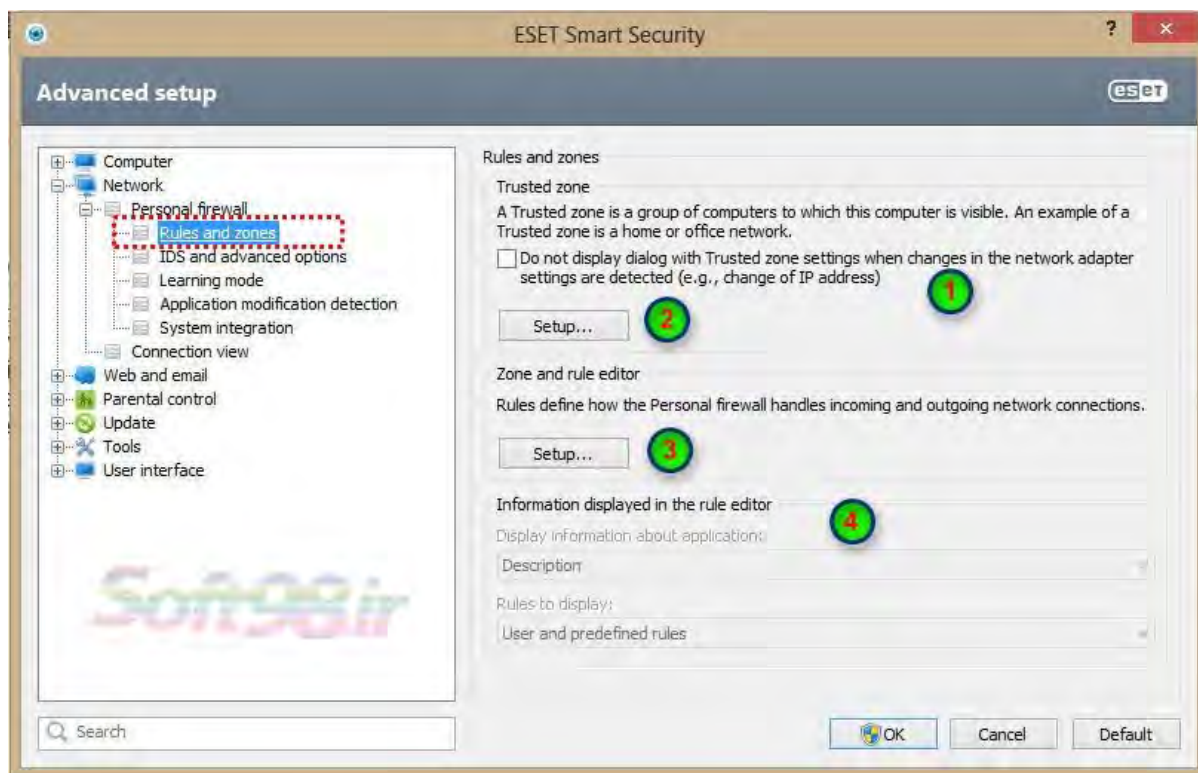 ESET Smart Security
?
Advanced setup
eset
Computer
Network
Personal firewall
Rules and zones
IDS and advanced options
Learning mode
Application modification detection
System integration
Connection view
Web and email
Parental control
Update
Tools
User interface
Soft98.ir
Search
Rules and zones
Trusted zone
A Trusted zone is a group of computers to which this computer is visible. An example of a
Trusted zone is a home or office network.
Do not display dialog with Trusted zone settings when changes in the network adapter
settings are detected (e.g., change of IP address)
1
Setup...
2
Zone and rule editor
Rules define how the Personal firewall handles incoming and outgoing network connections.
Setup...
3
Information displayed in the rule editor
4
Display information about application:
Description
Rules to display:
User and predefined rules
OK
Cancel
Default